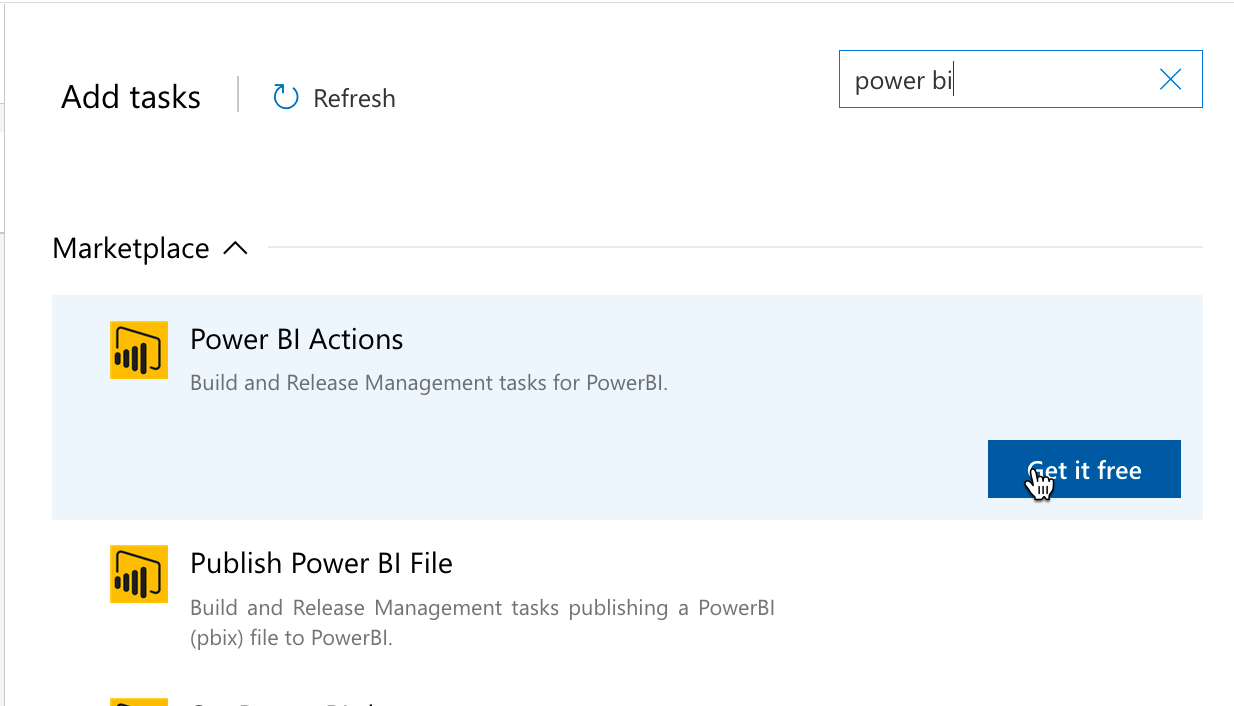 Add tasks
Refresh
power bi
Marketplace
Power BI Actions
Build and Release Management tasks for PowerBI.
Get it free
Publish Power BI File
Build and Release Management tasks publishing a PowerBI
(pbix) file to PowerBI.